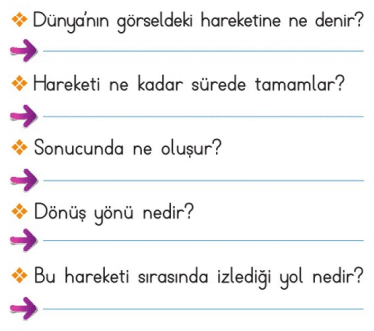 Dünya'nın görseldeki hareketine ne denir?
Hareketi ne kadar sürede tamamlar?
Sonucunda ne oluşur?
Dönüş yönü nedir?
Bu hareketi sırasında izlediği yol nedir?